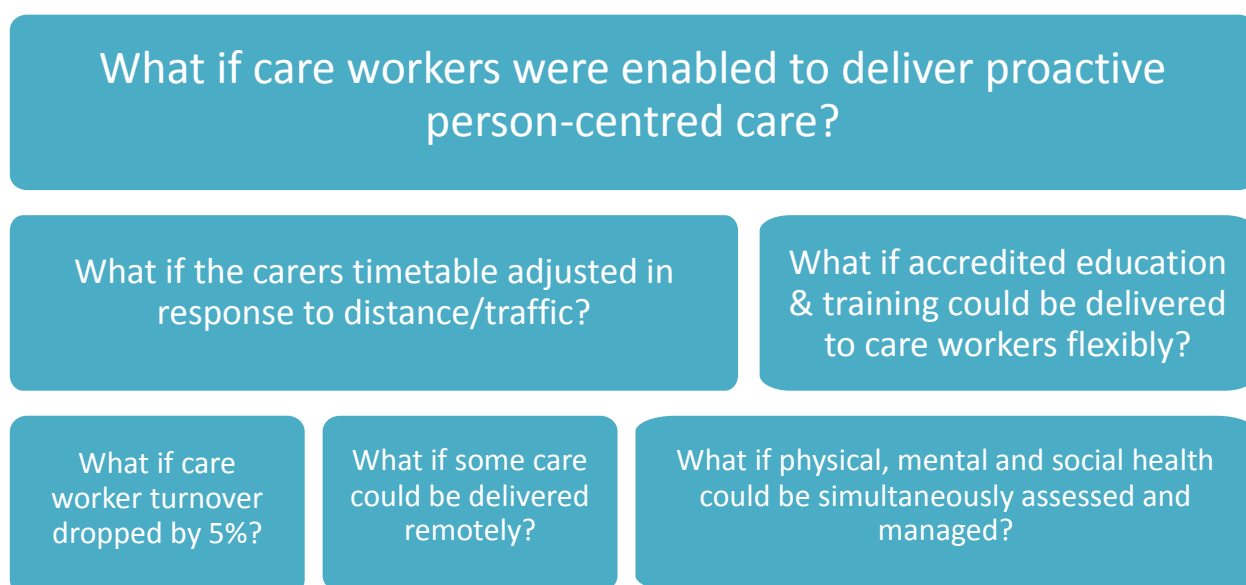 What if care workers were enabled to deliver proactive
person-centred care?
What if the carers timetable adjusted in
response to distance/traffic?
What if accredited education
& training could be delivered
to care workers flexibly?
What if care
worker turnover
dropped by 5%?
What if some care
could be delivered
remotely?
What if physical, mental and social health
could be simultaneously assessed and
managed?